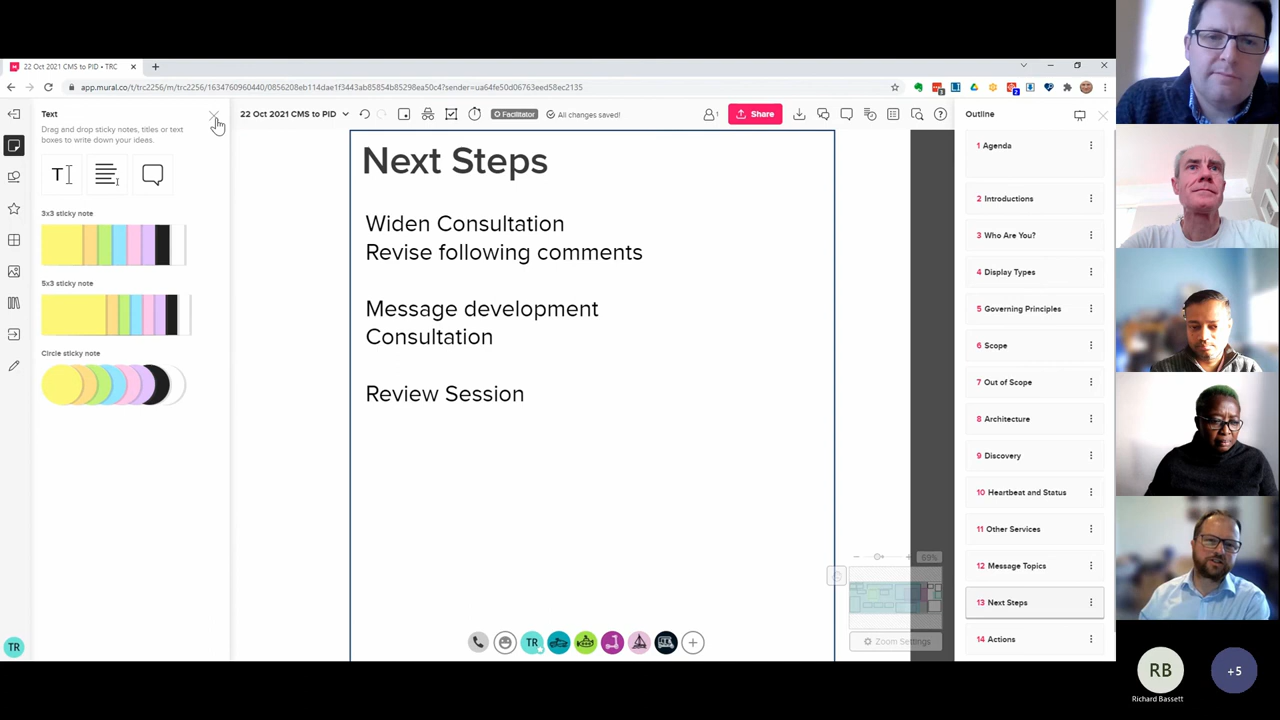 22 Oct 2021 CMS to PID • TRC
app.mural.co/t/trc2256/m/trc2256/1634760960440/0856208eb114dae1f3443ab85854b85298ea50c4?sender=ua64fe50d06763eed58ec2135
Text
Drag and drop sticky notes, titles or text
boxes to write down your ideas.
T
3x3 sticky note
5x3 sticky note
Circle sticky note
TR
22 Oct 2021 CMS to PID
Facilitator
All changes saved!
1
Share
Next Steps
Widen Consultation
Revise following comments
Message development
Consultation
Review Session
69%
Zoom Settings
TR
Outline
1 Agenda
2 Introductions
3 Who Are You?
4 Display Types
5 Governing Principles
6 Scope
7 Out of Scope
8 Architecture
9 Discovery
10 Heartbeat and Status
11 Other Services
12 Message Topics
13 Next Steps
14 Actions
RB
Richard Bassett
+5